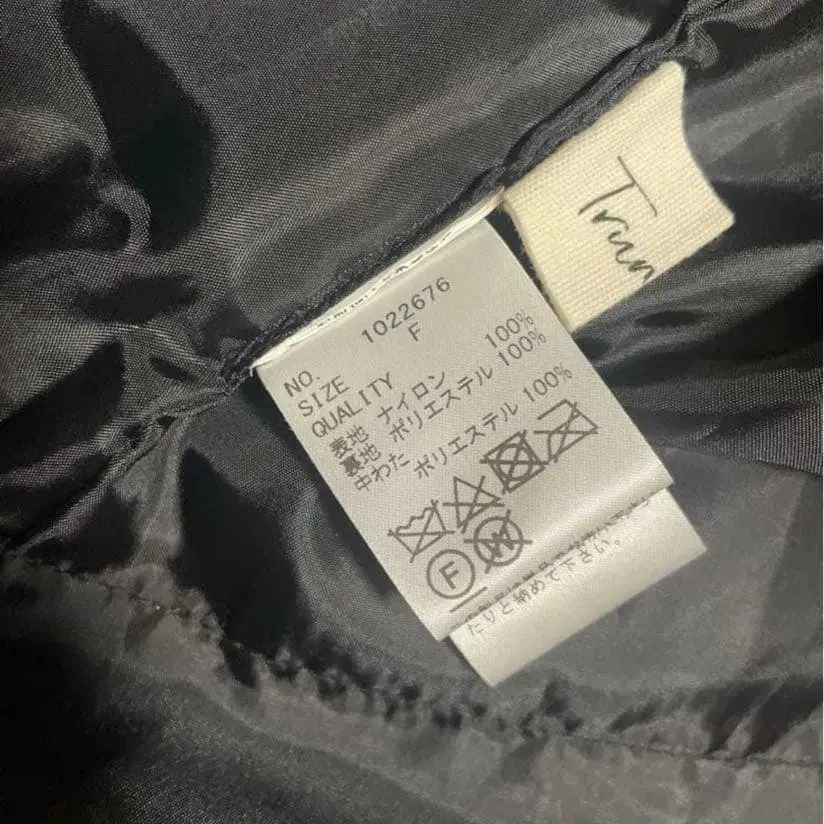 NO. 1022676
SIZE F
QUALITY
表地 ナイロン 100%
裏地 ポリエステル 100%
中わた ポリエステル 100%
F
W
たりと納めて下さい。
Trun